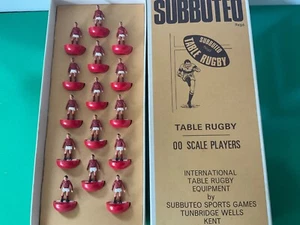 SUBBUTEO
SUBBUTEO
TABLE RUGBY
TABLE RUGBY
00 SCALE PLAYERS
INTERNATIONAL
TABLE RUGBY
EQUIPMENT
by
SUBBUTEO SPORTS GAMES
TUNBRIDGE WELLS
KENT